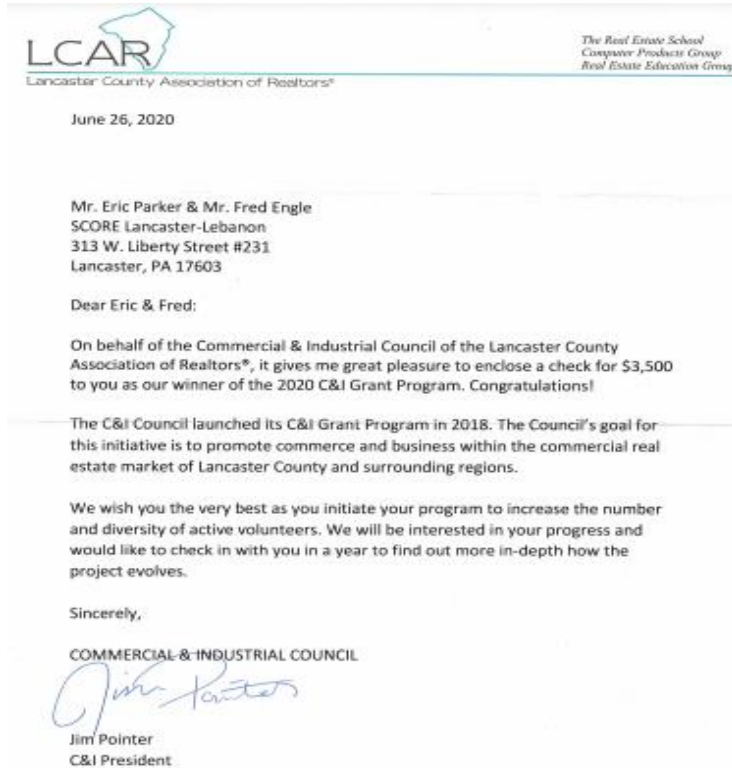 LCAR
Lancaster County Association of Realtors®
The Real Estate School
Computer Products Group
Real Estate Education Group
June 26, 2020
Mr. Eric Parker & Mr. Fred Engle
SCORE Lancaster-Lebanon
313 W. Liberty Street #231
Lancaster, PA 17603
Dear Eric & Fred:
On behalf of the Commercial & Industrial Council of the Lancaster County
Association of Realtors®, it gives me great pleasure to enclose a check for $3,500
to you as our winner of the 2020 C&I Grant Program. Congratulations!
The C&I Council launched its C&I Grant Program in 2018. The Council's goal for
this initiative is to promote commerce and business within the commercial real
estate market of Lancaster County and surrounding regions.
We wish you the very best as you initiate your program to increase the number
and diversity of active volunteers. We will be interested in your progress and
would like to check in with you in a year to find out more in-depth how the
project evolves.
Sincerely,
COMMERCIAL & INDUSTRIAL COUNCIL
Jim Pointer
Jim Pointer
C&I President